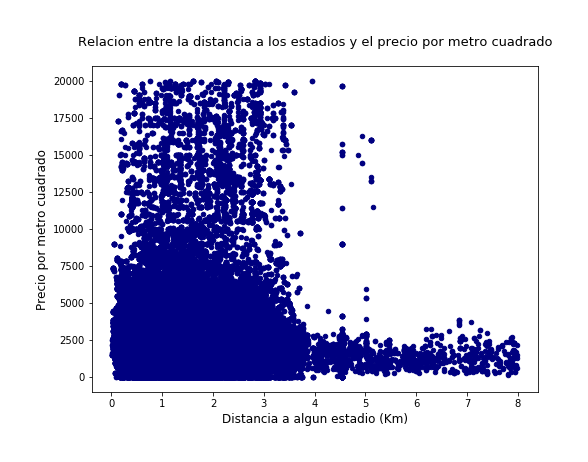 Relacion entre la distancia a los estadios y el precio por metro cuadrado
20000
17500
15000
12500
10000
7500
5000
2500
0
Precio por metro cuadrado
0 1 2 3 4 5 6 7 8
Distancia a algun estadio (Km)